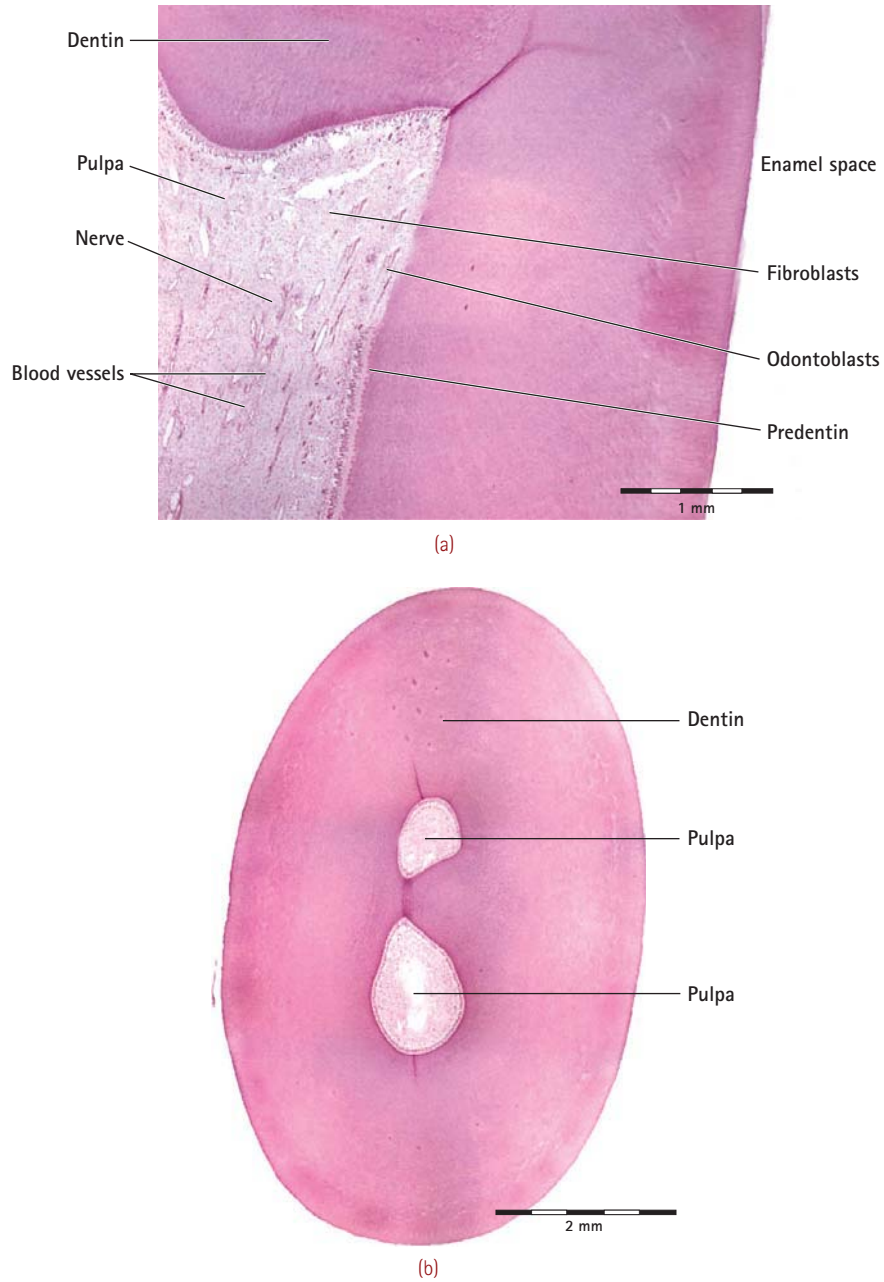 Dentin
Pulpa
Nerve
Blood vessels
Enamel space
Fibroblasts
Odontoblasts
Predentin
1 mm
(a)
Dentin
Pulpa
Pulpa
2 mm
(b)